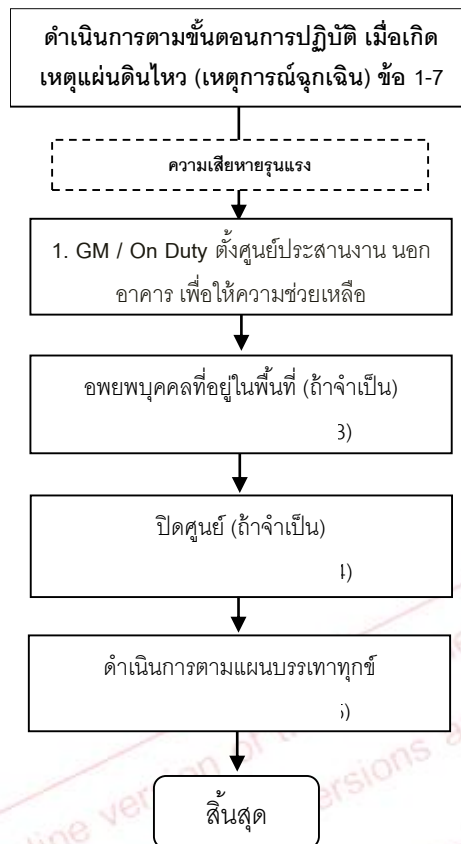 ดำเนินการตามขั้นตอนการปฏิบัติ เมื่อเกิด
เหตุแผ่นดินไหว (เหตุการณ์ฉุกเฉิน) ข้อ 1-7
ความเสียหายรุนแรง
1. GM / On Duty ตั้งศูนย์ประสานงาน นอก
อาคาร เพื่อให้ความช่วยเหลือ
อพยพบุคคลที่อยู่ในพื้นที่ (ถ้าจำเป็น)
3)
ปิดศูนย์ (ถ้าจำเป็น)
4)
ดำเนินการตามแผนบรรเทาทุกข์
สิ้นสุด
version of